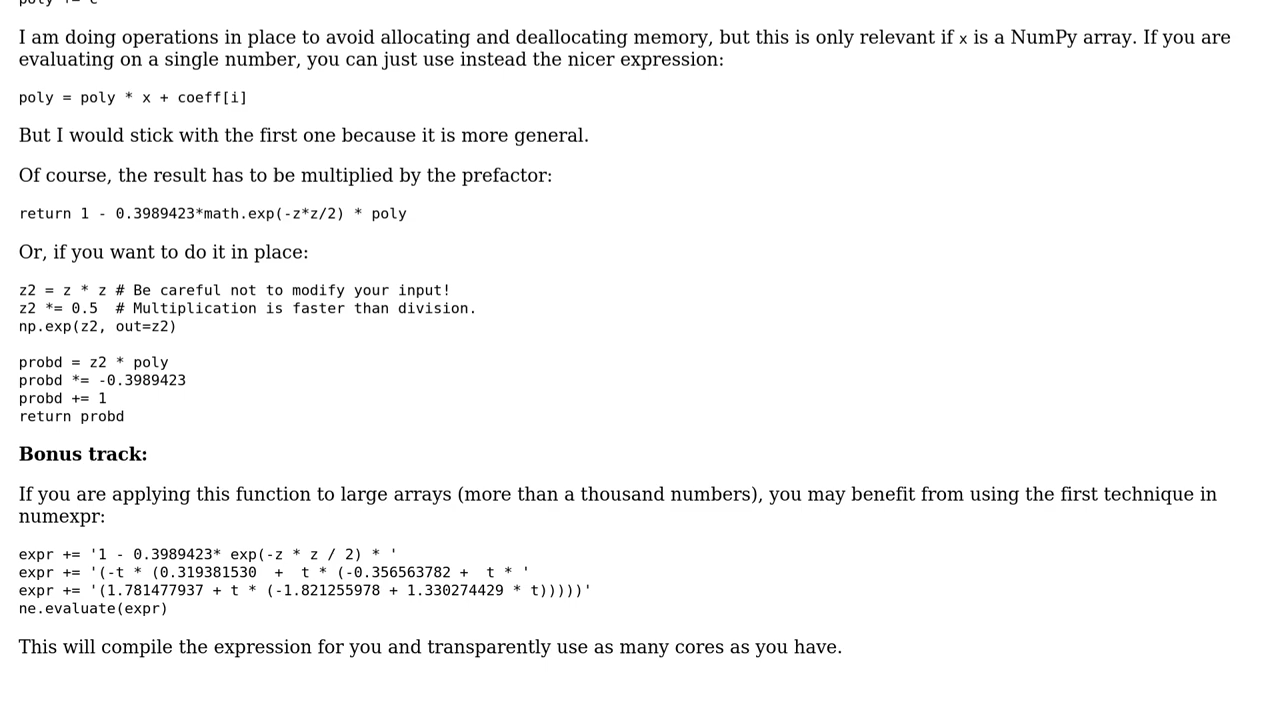 I am doing operations in place to avoid allocating and deallocating memory, but this is only relevant if x is a NumPy array. If you are
evaluating on a single number, you can just use instead the nicer expression:
poly = poly * x + coeff[i]
But I would stick with the first one because it is more general.
Of course, the result has to be multiplied by the prefactor:
return 1 - 0.3989423*math.exp(-z*z/2) * poly
Or, if you want to do it in place:
z2 = z * z # Be careful not to modify your input!
z2 *= 0.5  # Multiplication is faster than division.
np.exp(z2, out=z2)
probd = z2 * poly
probd *= -0.3989423
probd += 1
return probd
Bonus track:
If you are applying this function to large arrays (more than a thousand numbers), you may benefit from using the first technique in
numexpr:
expr += '1 - 0.3989423* exp(-z * z / 2) * '
expr += '(-t * (0.319381530  +  t * (-0.356563782 +  t * '
expr += '(1.781477937 + t * (-1.821255978 + 1.330274429 * t)))))'
ne.evaluate(expr)
This will compile the expression for you and transparently use as many cores as you have.